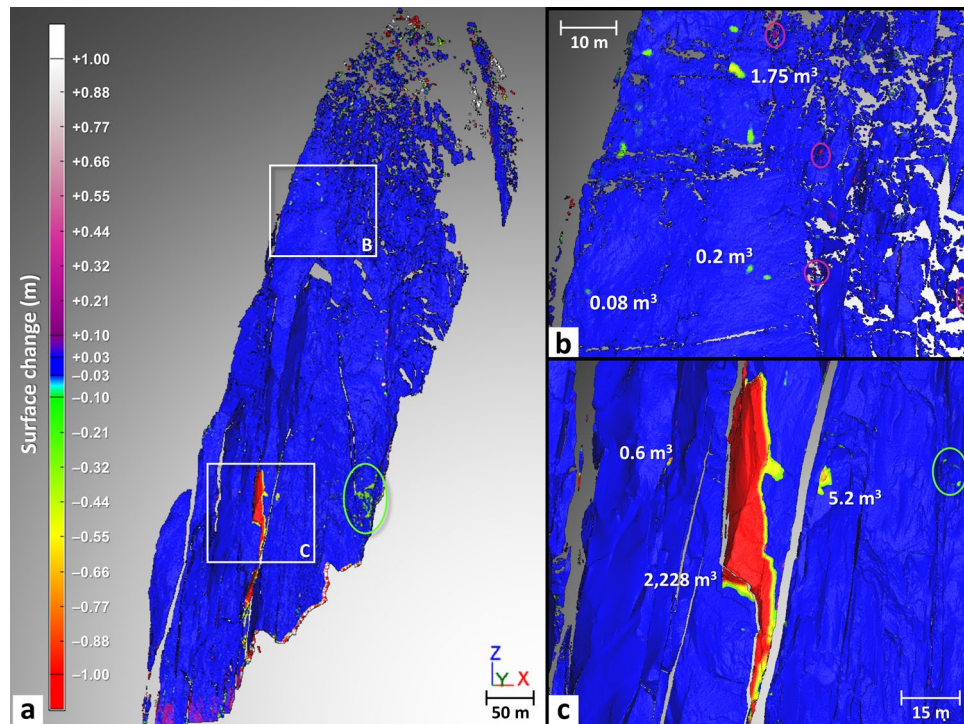 Surface change (m)
+1.00
+0.88
+0.77
+0.66
+0.55
+0.44
+0.32
+0.21
+0.10
+0.03
−0.03
−0.10
−0.21
−0.32
−0.44
−0.55
−0.66
−0.77
−0.88
−1.00
B
C
Z
Y X
50 m
a
10 m
1.75 m³
0.2 m³
0.08 m³
b
0.6 m³
5.2 m³
2,228 m³
15 m
c